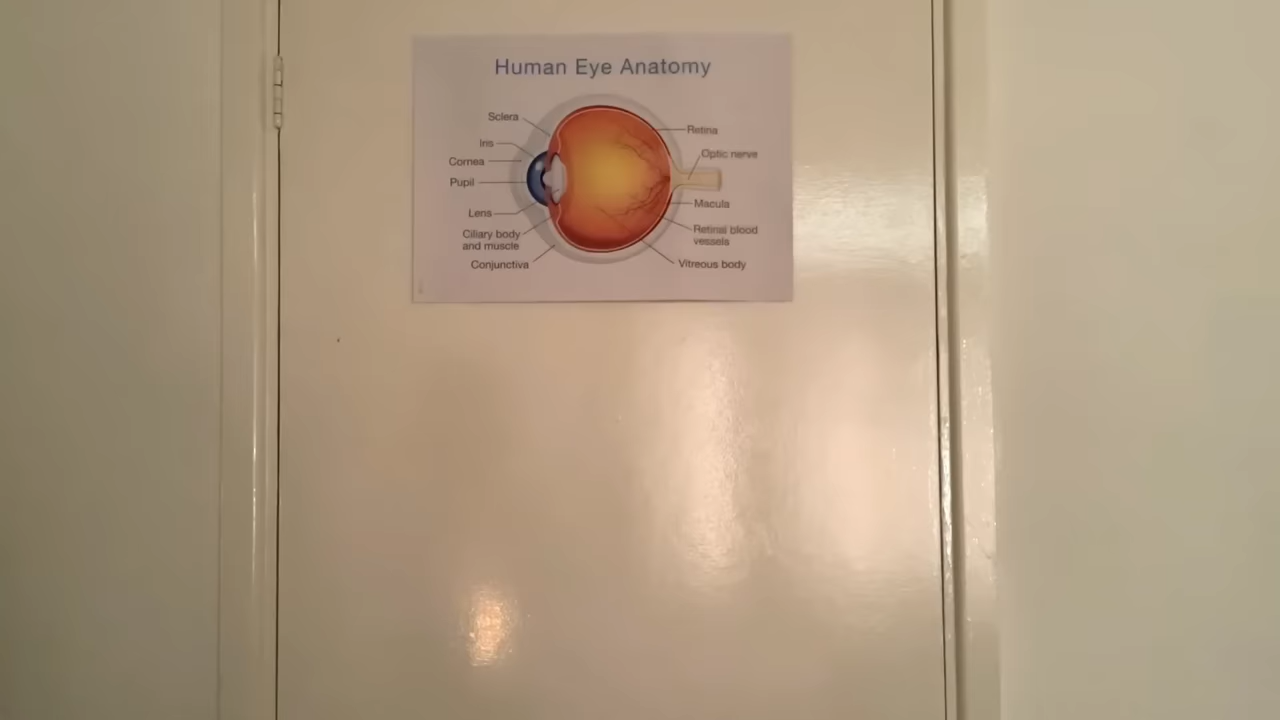 Human Eye Anatomy
Sclera
Iris
Cornea
Pupil
Lens
Ciliary body
and muscle
Conjunctiva
Retina
Optic nerve
Macula
Retinal blood
vessels
Vitreous body